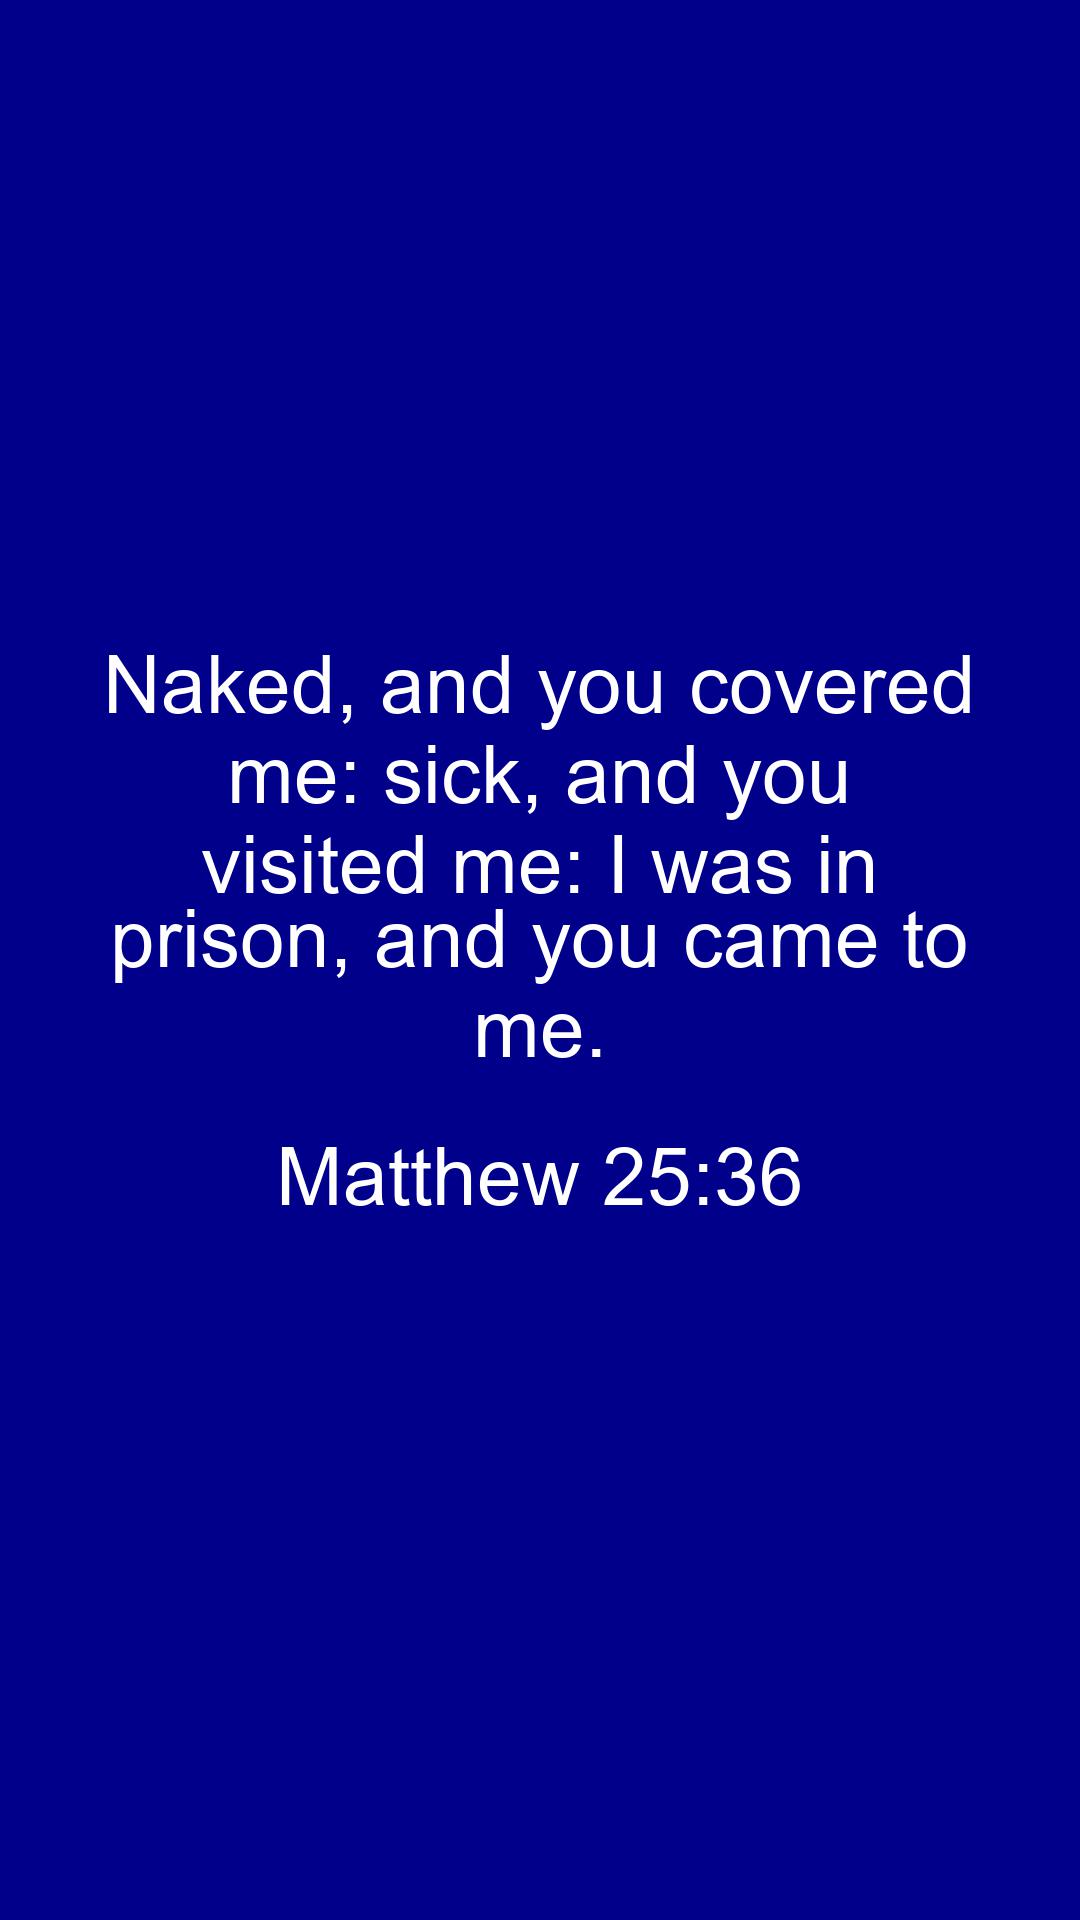 Naked, and you covered
me: sick, and you
visited me: I was in
prison, and you came to
me.
Matthew 25:36